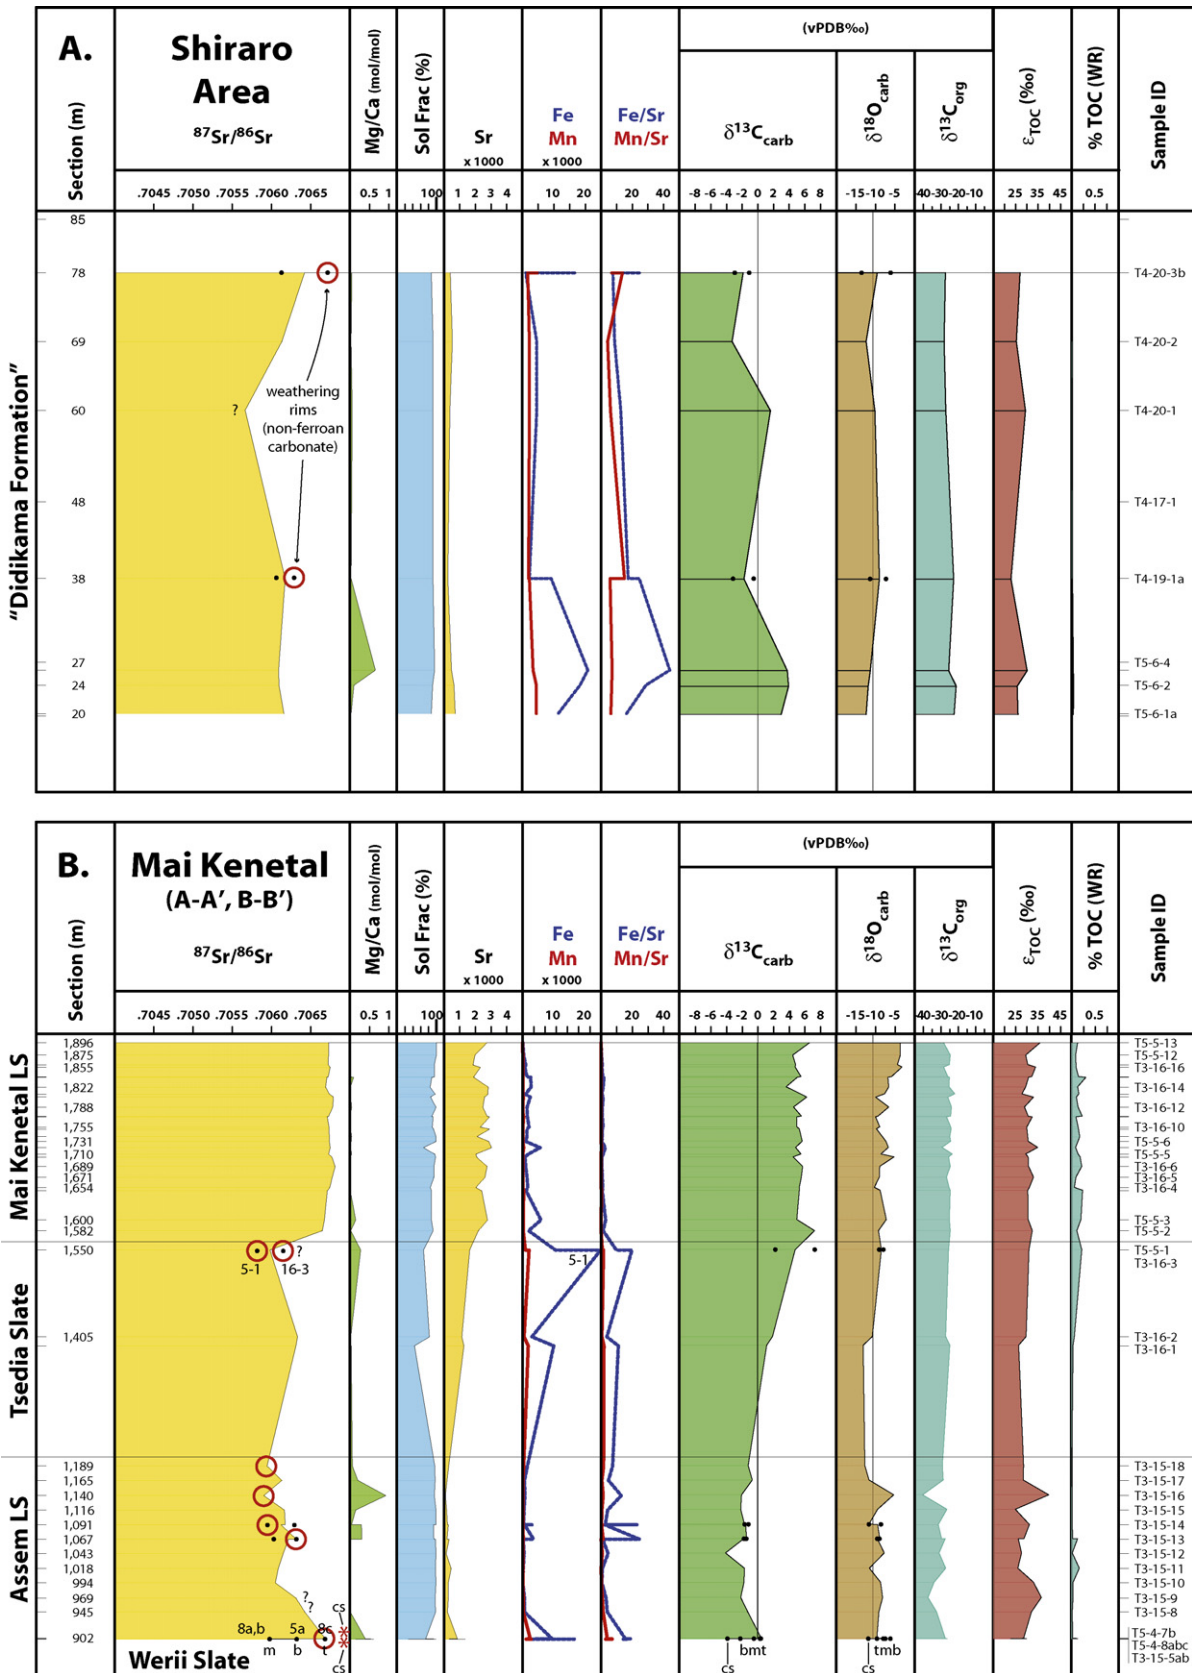 A.
Shiraro
Area
87Sr/86Sr
Section (m)
Mg/Ca (mol/mol)
Sol Frac (%)
Sr
x 1000
Fe
Mn
x 1000
Fe/Sr
Mn/Sr
(vPDB‰)
δ13Ccarb
δ18Ocarb
δ13Corg
εTOC (‰)
% TOC (WR)
Sample ID
.7045 .7050 .7055 .7060 .7065
0.5 1
100
1 2 3 4
10 20
20 40
-8 -6 -4 -2 0 2 4 6 8
-15 -10 -5
-40 -30 -20 -10
25 35 45
0.5
"Didikama Formation"
85
78 T4-20-3b
69 T4-20-2
weathering
rims
(non-ferroan
carbonate)
? 60 T4-20-1
48 T4-17-1
38 T4-19-1a
27 T5-6-4
24 T5-6-2
20 T5-6-1a
B.
Mai Kenetal
(A-A’, B-B’)
87Sr/86Sr
Section (m)
Mg/Ca (mol/mol)
Sol Frac (%)
Sr
x 1000
Fe
Mn
x 1000
Fe/Sr
Mn/Sr
(vPDB‰)
δ13Ccarb
δ18Ocarb
δ13Corg
εTOC (‰)
% TOC (WR)
Sample ID
.7045 .7050 .7055 .7060 .7065
0.5 1
100
1 2 3 4
10 20
20 40
-8 -6 -4 -2 0 2 4 6 8
-15 -10 -5
-40 -30 -20 -10
25 35 45
0.5
Mai Kenetal LS
1,896 T5-5-13
1,875 T5-5-12
1,855 T3-16-16
1,822 T3-16-14
1,788 T3-16-12
1,755 T3-16-10
1,731 T5-5-6
1,710 T5-5-5
1,689 T3-16-6
1,671 T3-16-5
1,654 T3-16-4
1,600 T5-5-3
1,582 T5-5-2
Tsedia Slate
1,550 ? T5-5-1
5-1 16-3 5-1 T3-16-3
1,405 T3-16-2
T3-16-1
Assem LS
1,189 T3-15-18
1,165 T3-15-17
1,140 T3-15-16
1,116 T3-15-15
1,091 T3-15-14
1,067 T3-15-13
1,043 T3-15-12
1,018 T3-15-11
994 T3-15-10
969 ? T3-15-9
945 ? cs T3-15-8
8a,b 5a 8c T5-4-7b
902 T5-4-8abc
m b t bmt tmb T3-15-5ab
Werii Slate cs cs cs